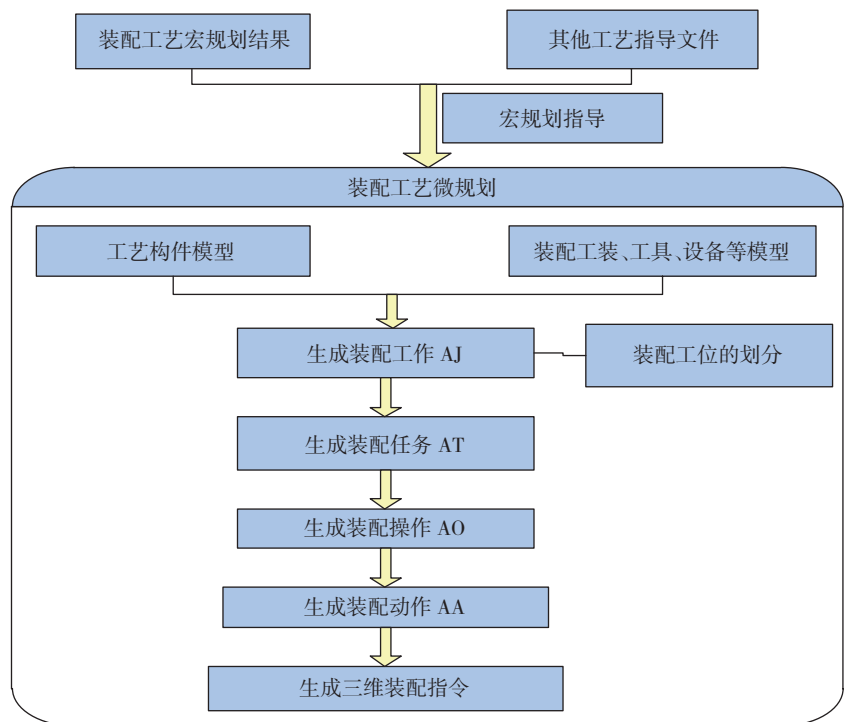 装配工艺宏规划结果
其他工艺指导文件
宏规划指导
装配工艺微规划
工艺构件模型
装配工装、工具、设备等模型
生成装配工作 AJ
装配工位的划分
生成装配任务 AT
生成装配操作 AO
生成装配动作 AA
生成三维装配指令